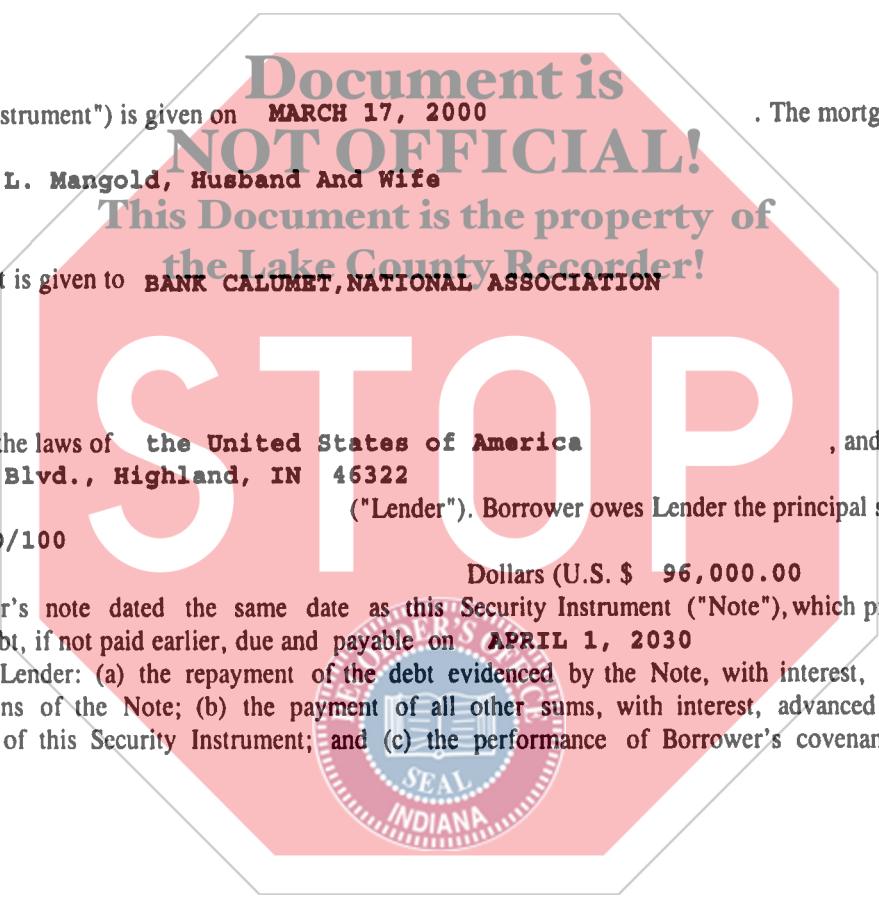 Document is
strument") is given on MARCH 17, 2000 . The mortg
NOT OFFICIAL!
L. Mangold, Husband And Wife
This Document is the property of
the Lake County Recorder!
t is given to BANK CALUMET,NATIONAL ASSOCIATION
STOP
the laws of the United States of America , and
Blvd., Highland, IN 46322
("Lender"). Borrower owes Lender the principal s
/100
Dollars (U.S. $ 96,000.00
r's note dated the same date as this Security Instrument ("Note"),which p
bt, if not paid earlier, due and payable on APRIL 1, 2030
Lender: (a) the repayment of the debt evidenced by the Note, with interest,
ns of the Note; (b) the payment of all other sums, with interest, advanced
of this Security Instrument; and (c) the performance of Borrower's covenan
RECORDER'S OFFICE
SEAL
INDIANA